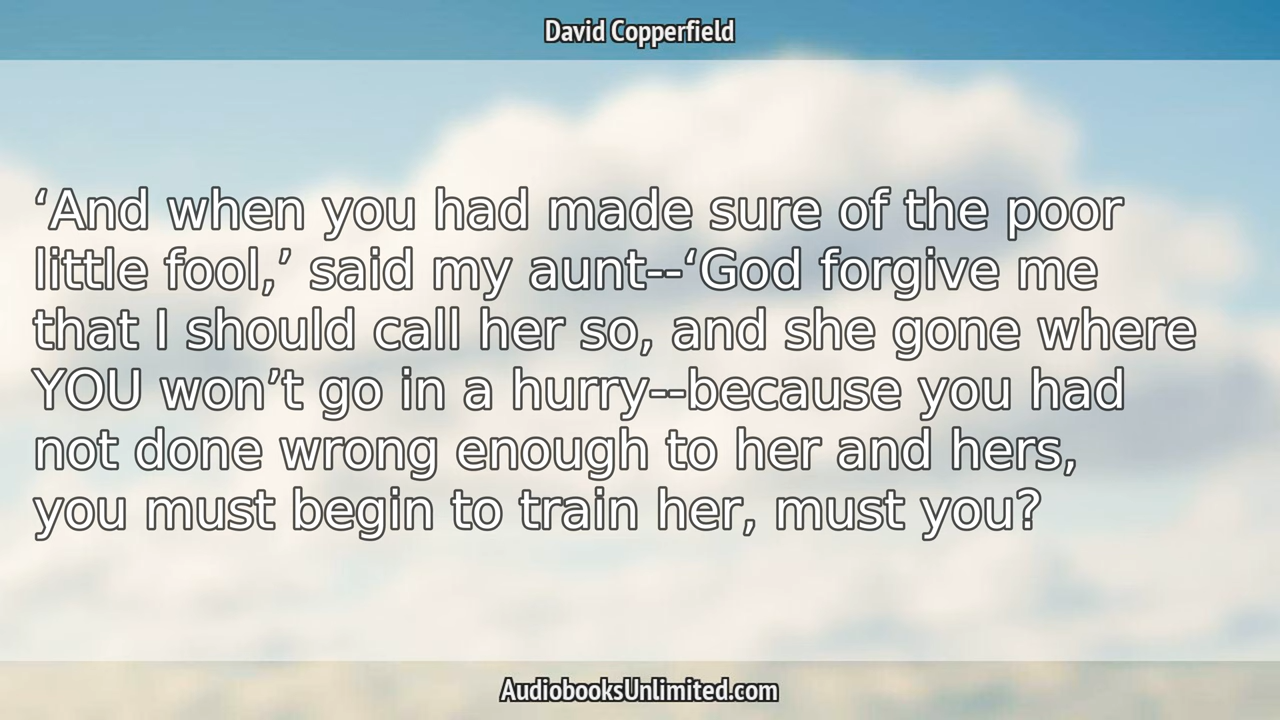 David Copperfield
‘And when you had made sure of the poor
little fool,’ said my aunt--‘God forgive me
that I should call her so, and she gone where
YOU won’t go in a hurry--because you had
not done wrong enough to her and hers,
you must begin to train her, must you?
AudiobooksUnlimited.com